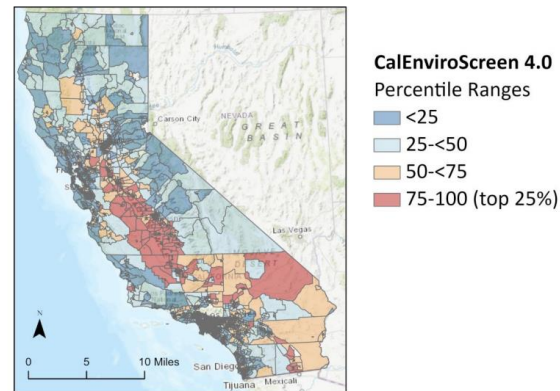 CalEnviroScreen 4.0
Percentile Ranges
<25
25-<50
50-<75
75-100 (top 25%)
Carson City
NEVADA
GREAT
BASIN
Las Vegas
N
0 5 10 Miles
San Diego
Tijuana Mexicali